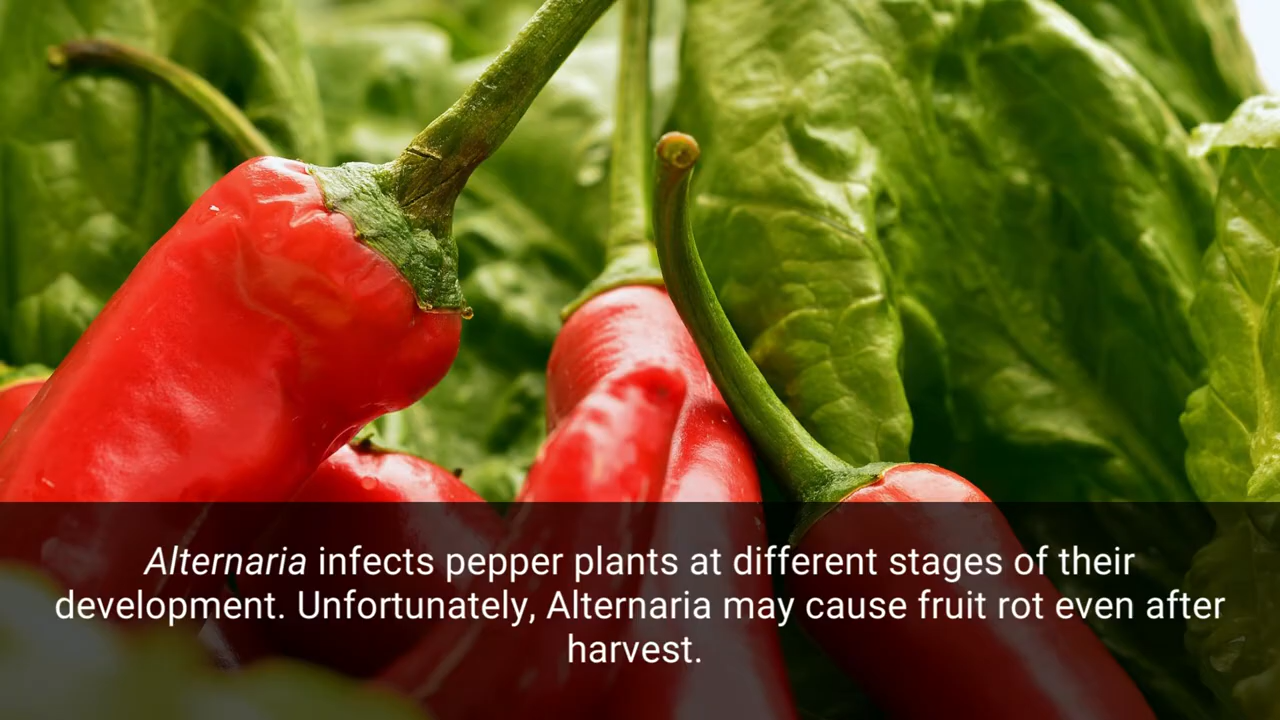 Alternaria infects pepper plants at different stages of their
development. Unfortunately, Alternaria may cause fruit rot even after
harvest.